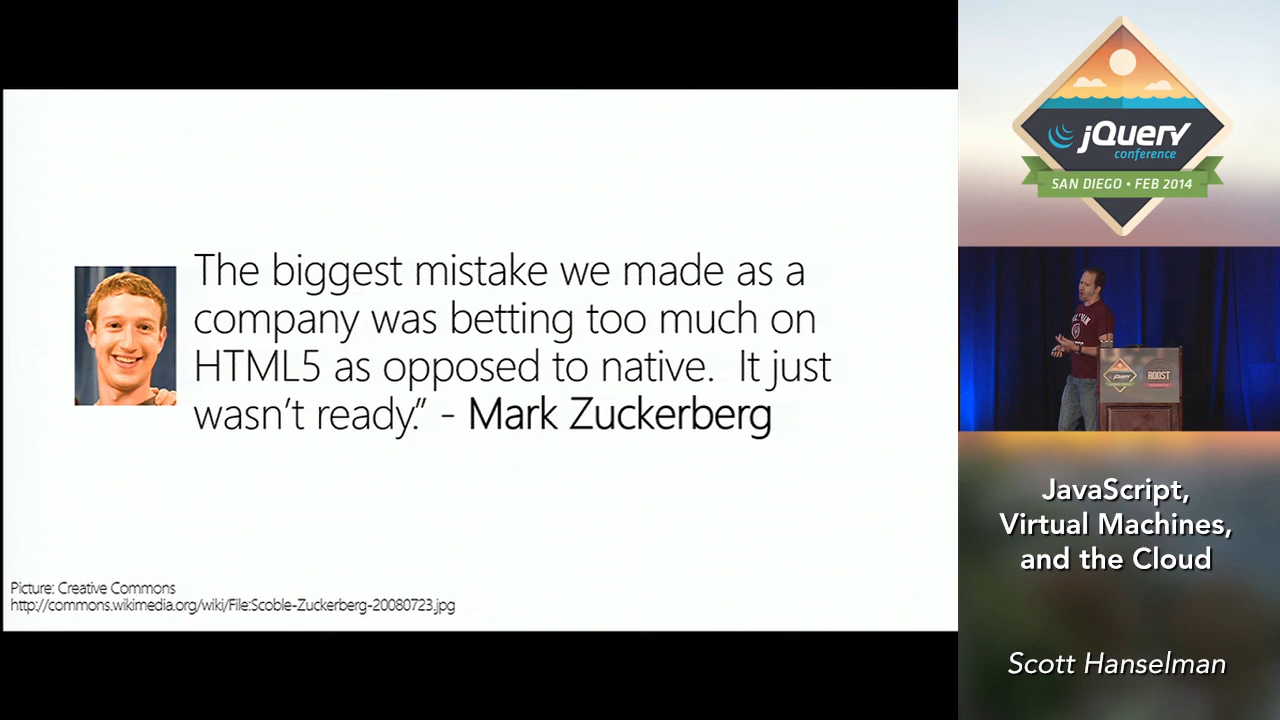 The biggest mistake we made as a
company was betting too much on
HTML5 as opposed to native.  It just
wasn't ready." - Mark Zuckerberg
Picture: Creative Commons
http://commons.wikimedia.org/wiki/File:Scoble-Zuckerberg-20080723.jpg
jQuery
conference
SAN DIEGO • FEB 2014
jQuery
ROOST
JavaScript,
Virtual Machines,
and the Cloud
Scott Hanselman